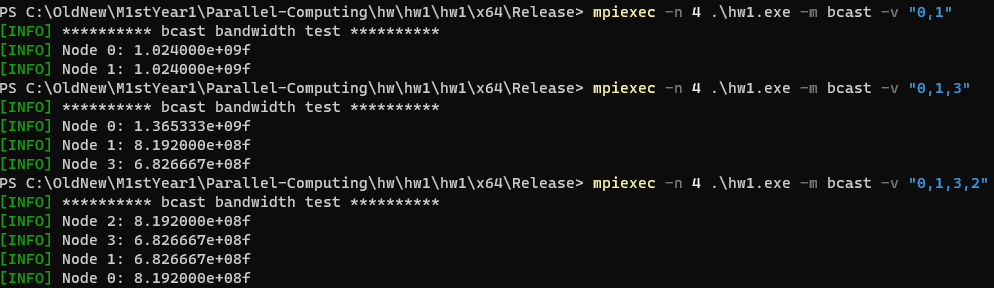 PS C:\OldNew\M1stYear1\Parallel-Computing\hw\hw1\hw1\x64\Release> mpiexec -n 4 .\hw1.exe -m bcast -v "0,1"
[INFO] ********** bcast bandwidth test **********
[INFO] Node 0: 1.024000e+09f
[INFO] Node 1: 1.024000e+09f
PS C:\OldNew\M1stYear1\Parallel-Computing\hw\hw1\hw1\x64\Release> mpiexec -n 4 .\hw1.exe -m bcast -v "0,1,3"
[INFO] ********** bcast bandwidth test **********
[INFO] Node 0: 1.365333e+09f
[INFO] Node 1: 8.192000e+08f
[INFO] Node 3: 6.826667e+08f
PS C:\OldNew\M1stYear1\Parallel-Computing\hw\hw1\hw1\x64\Release> mpiexec -n 4 .\hw1.exe -m bcast -v "0,1,3,2"
[INFO] ********** bcast bandwidth test **********
[INFO] Node 2: 8.192000e+08f
[INFO] Node 3: 6.826667e+08f
[INFO] Node 1: 6.826667e+08f
[INFO] Node 0: 8.192000e+08f